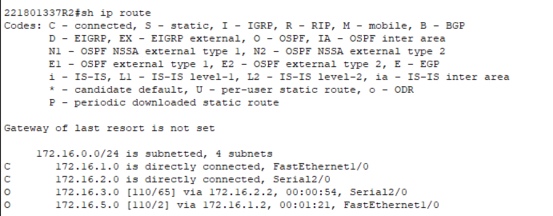 221801337R2#sh ip route
Codes: C - connected, S - static, I - IGRP, R - RIP, M - mobile, B - BGP
       D - EIGRP, EX - EIGRP external, O - OSPF, IA - OSPF inter area
       N1 - OSPF NSSA external type 1, N2 - OSPF NSSA external type 2
       E1 - OSPF external type 1, E2 - OSPF external type 2, E - EGP
       i - IS-IS, L1 - IS-IS level-1, L2 - IS-IS level-2, ia - IS-IS inter area
       * - candidate default, U - per-user static route, o - ODR
       P - periodic downloaded static route

Gateway of last resort is not set

     172.16.0.0/24 is subnetted, 4 subnets
C       172.16.1.0 is directly connected, FastEthernet1/0
C       172.16.2.0 is directly connected, Serial2/0
O       172.16.3.0 [110/65] via 172.16.2.2, 00:00:54, Serial2/0
O       172.16.5.0 [110/2] via 172.16.1.2, 00:01:21, FastEthernet1/0